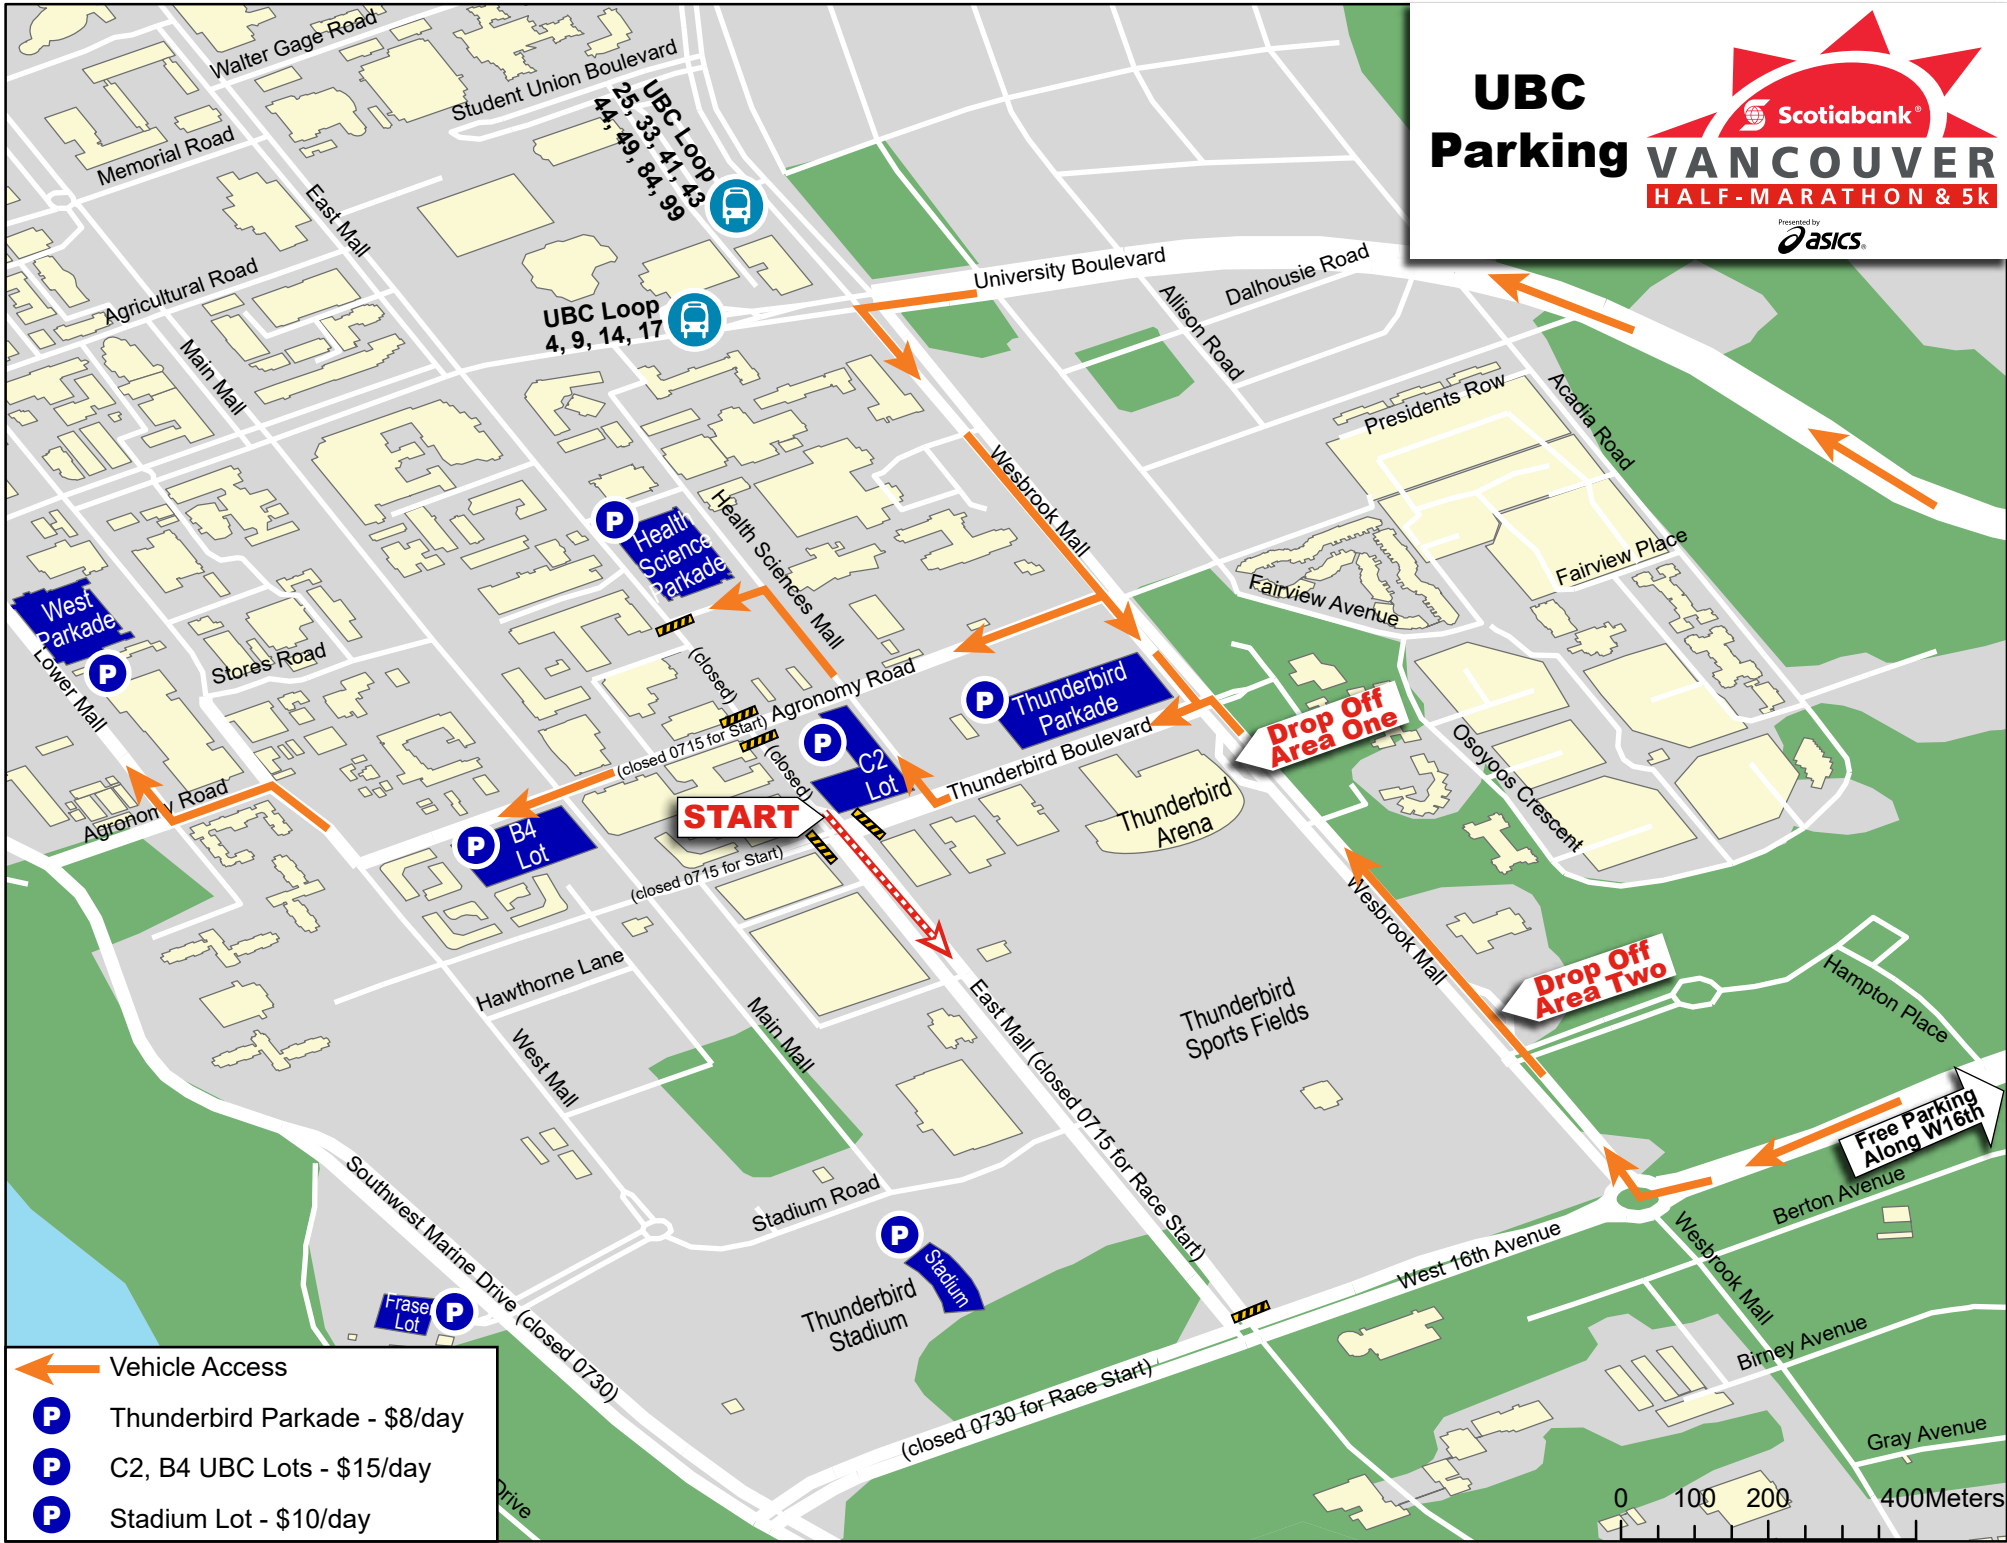 UBC
Parking
Scotiabank®
VANCOUVER
HALF-MARATHON & 5k
Presented by
asics®
Walter Gage Road
Student Union Boulevard
UBC Loop
25, 33, 41, 43
44, 49, 84, 99
Memorial Road
East Mall
Agricultural Road
UBC Loop
4, 9, 14, 17
University Boulevard
Dalhousie Road
Allison Road
Main Mall
Presidents Row
Acadia Road
Wesbrook Mall
Health Sciences Mall
P
Health
Science
Parkade
Fairview Place
Fairview Avenue
West
Parkade
P
Lower Mall
Stores Road
(closed)
Agronomy Road
P
Thunderbird
Parkade
Drop Off
Area One
(closed 0715 for Start)
(closed)
P
C2
Lot
Thunderbird Boulevard
Osoyoos Crescent
Agronomy Road
START
Thunderbird
Arena
P
B4
Lot
(closed 0715 for Start)
Wesbrook Mall
Drop Off
Area Two
Hampton Place
Hawthorne Lane
West Mall
Main Mall
East Mall (closed 0715 for Race Start)
Thunderbird
Sports Fields
Free Parking
Along W16th
Berton Avenue
Southwest Marine Drive (closed 0730)
Stadium Road
P
Stadium
Thunderbird
Stadium
West 16th Avenue
Wesbrook Mall
Birney Avenue
Fraser
Lot
P
(closed 0730 for Race Start)
Gray Avenue
Drive
Vehicle Access
P Thunderbird Parkade - $8/day
P C2, B4 UBC Lots - $15/day
P Stadium Lot - $10/day
0 100 200 400Meters